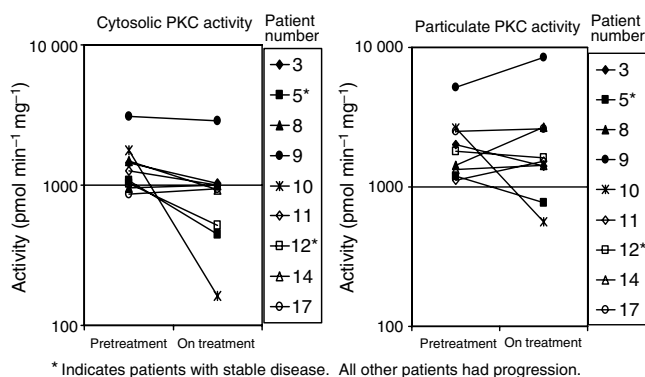 Cytosolic PKC activity
Patient number
10 000
1000
100
Activity (pmol min–1 mg–1)
Pretreatment On treatment
3
5*
8
9
10
11
12*
14
17
Particulate PKC activity
Patient number
10 000
1000
100
Activity (pmol min–1 mg–1)
Pretreatment On treatment
3
5*
8
9
10
11
12*
14
17
* Indicates patients with stable disease. All other patients had progression.